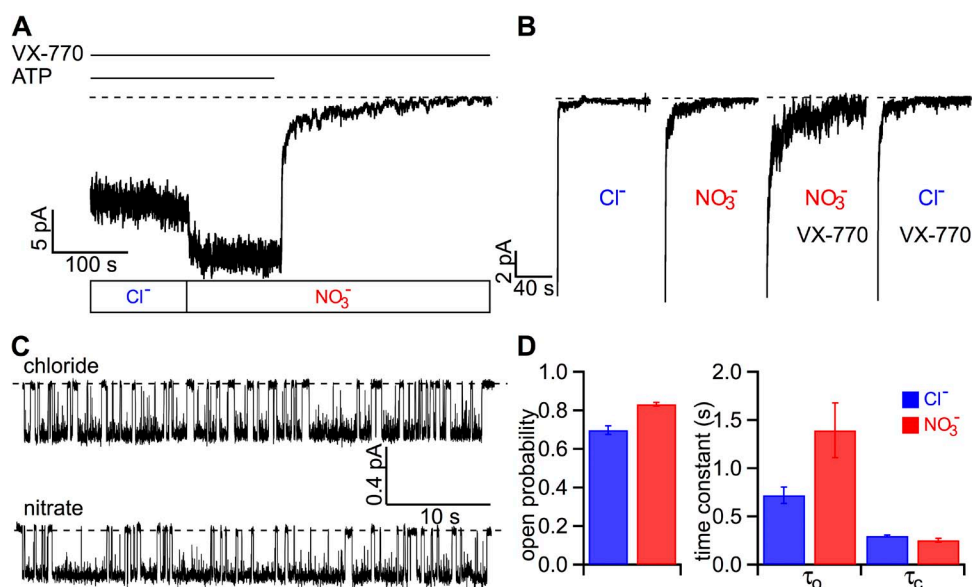 A
VX-770
ATP
5 pA
100 s
Cl⁻
NO₃⁻
B
Cl⁻
NO₃⁻
NO₃⁻
VX-770
Cl⁻
VX-770
2 pA
40 s
C
chloride
0.4 pA
10 s
nitrate
D
open probability
1.0
0.8
0.6
0.4
0.2
0.0
time constant (s)
2.0
1.5
1.0
0.5
0.0
Cl⁻
NO₃⁻
τO
τC